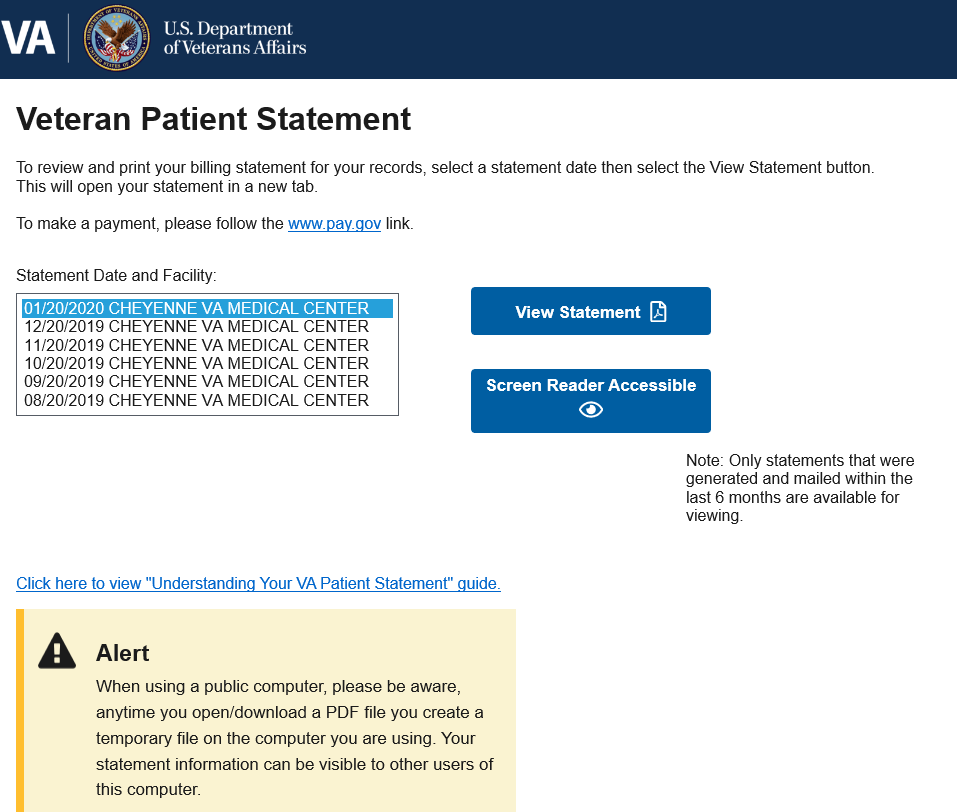 VA
U.S. Department
of Veterans Affairs
Veteran Patient Statement
To review and print your billing statement for your records, select a statement date then select the View Statement button.
This will open your statement in a new tab.
To make a payment, please follow the www.pay.gov link.
Statement Date and Facility:
01/20/2020 CHEYENNE VA MEDICAL CENTER
12/20/2019 CHEYENNE VA MEDICAL CENTER
11/20/2019 CHEYENNE VA MEDICAL CENTER
10/20/2019 CHEYENNE VA MEDICAL CENTER
09/20/2019 CHEYENNE VA MEDICAL CENTER
08/20/2019 CHEYENNE VA MEDICAL CENTER
View Statement
Screen Reader Accessible
Note: Only statements that were
generated and mailed within the
last 6 months are available for
viewing.
Click here to view "Understanding Your VA Patient Statement" guide.
Alert
When using a public computer, please be aware,
anytime you open/download a PDF file you create a
temporary file on the computer you are using. Your
statement information can be visible to other users of
this computer.